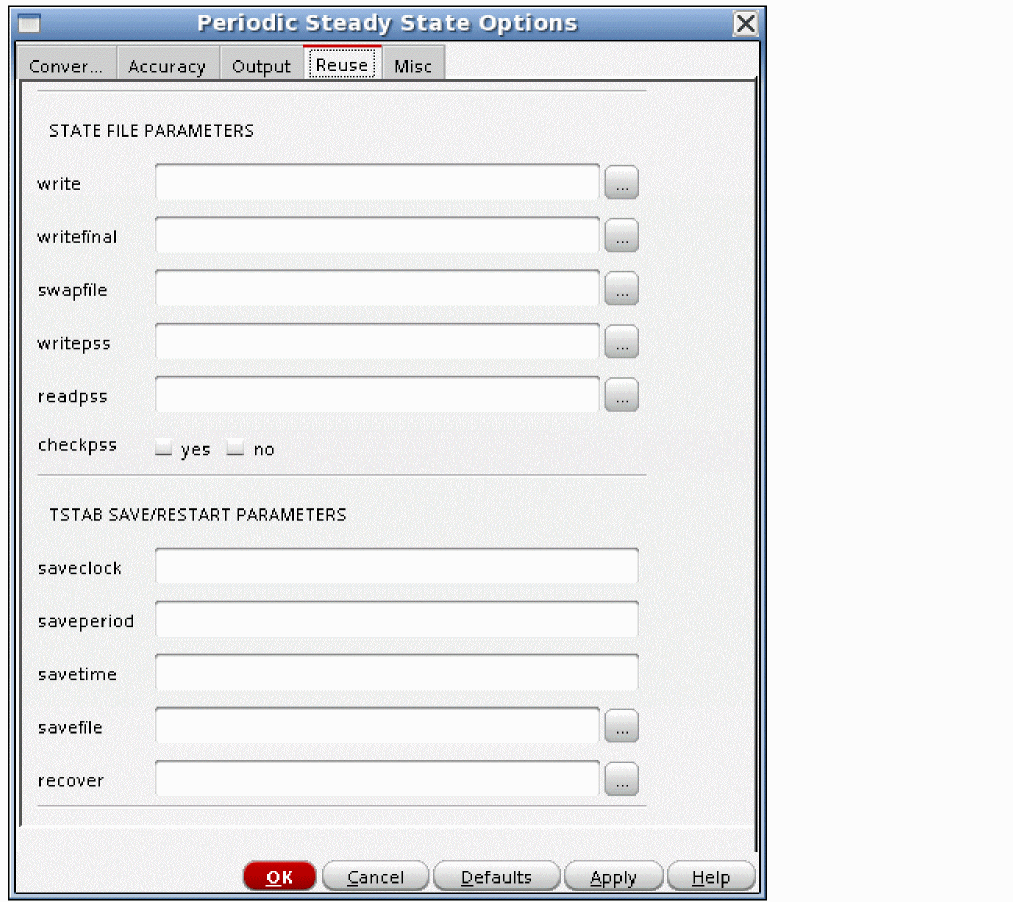 Periodic Steady State Options
Conver... Accuracy Output Reuse Misc
STATE FILE PARAMETERS
write ...
writefinal ...
swapfile ...
writepss ...
readpss ...
checkpss yes no
TSTAB SAVE/RESTART PARAMETERS
saveclock
saveperiod
savetime
savefile ...
recover ...
OK Cancel Defaults Apply Help